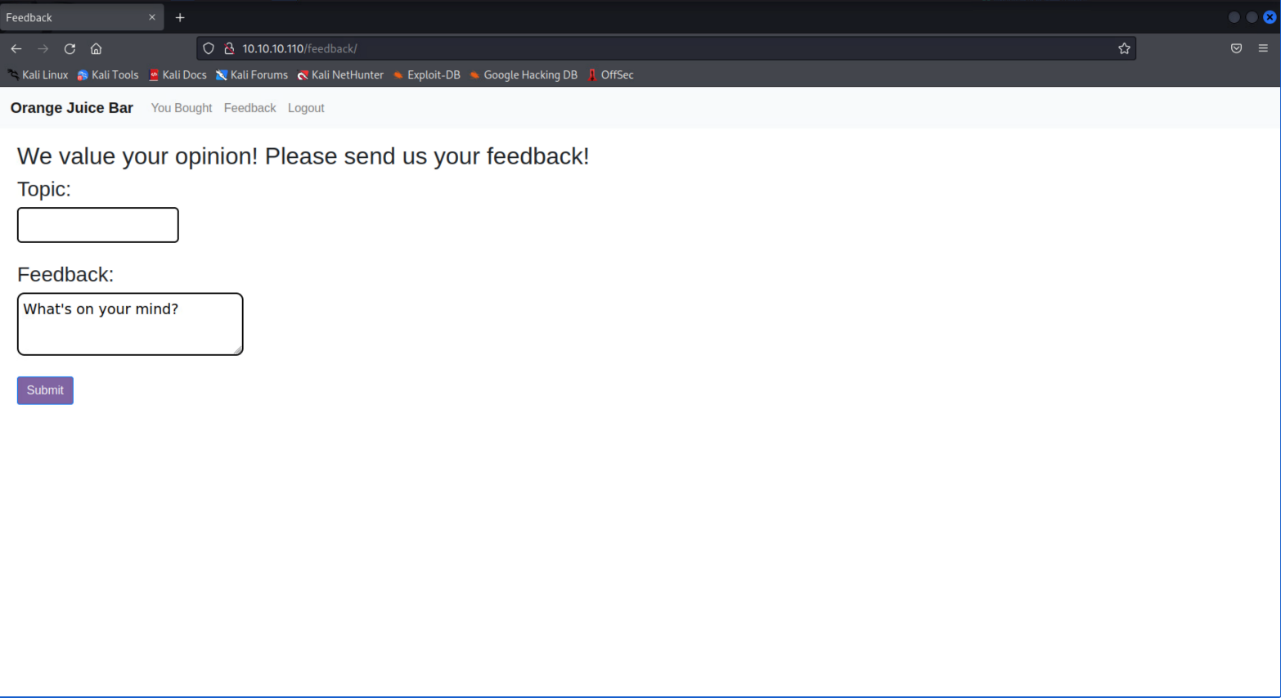 Feedback
10.10.10.110/feedback/
Kali Linux Kali Tools Kali Docs Kali Forums Kali NetHunter Exploit-DB Google Hacking DB OffSec
Orange Juice Bar You Bought Feedback Logout
We value your opinion! Please send us your feedback!
Topic:
Feedback:
What's on your mind?
Submit